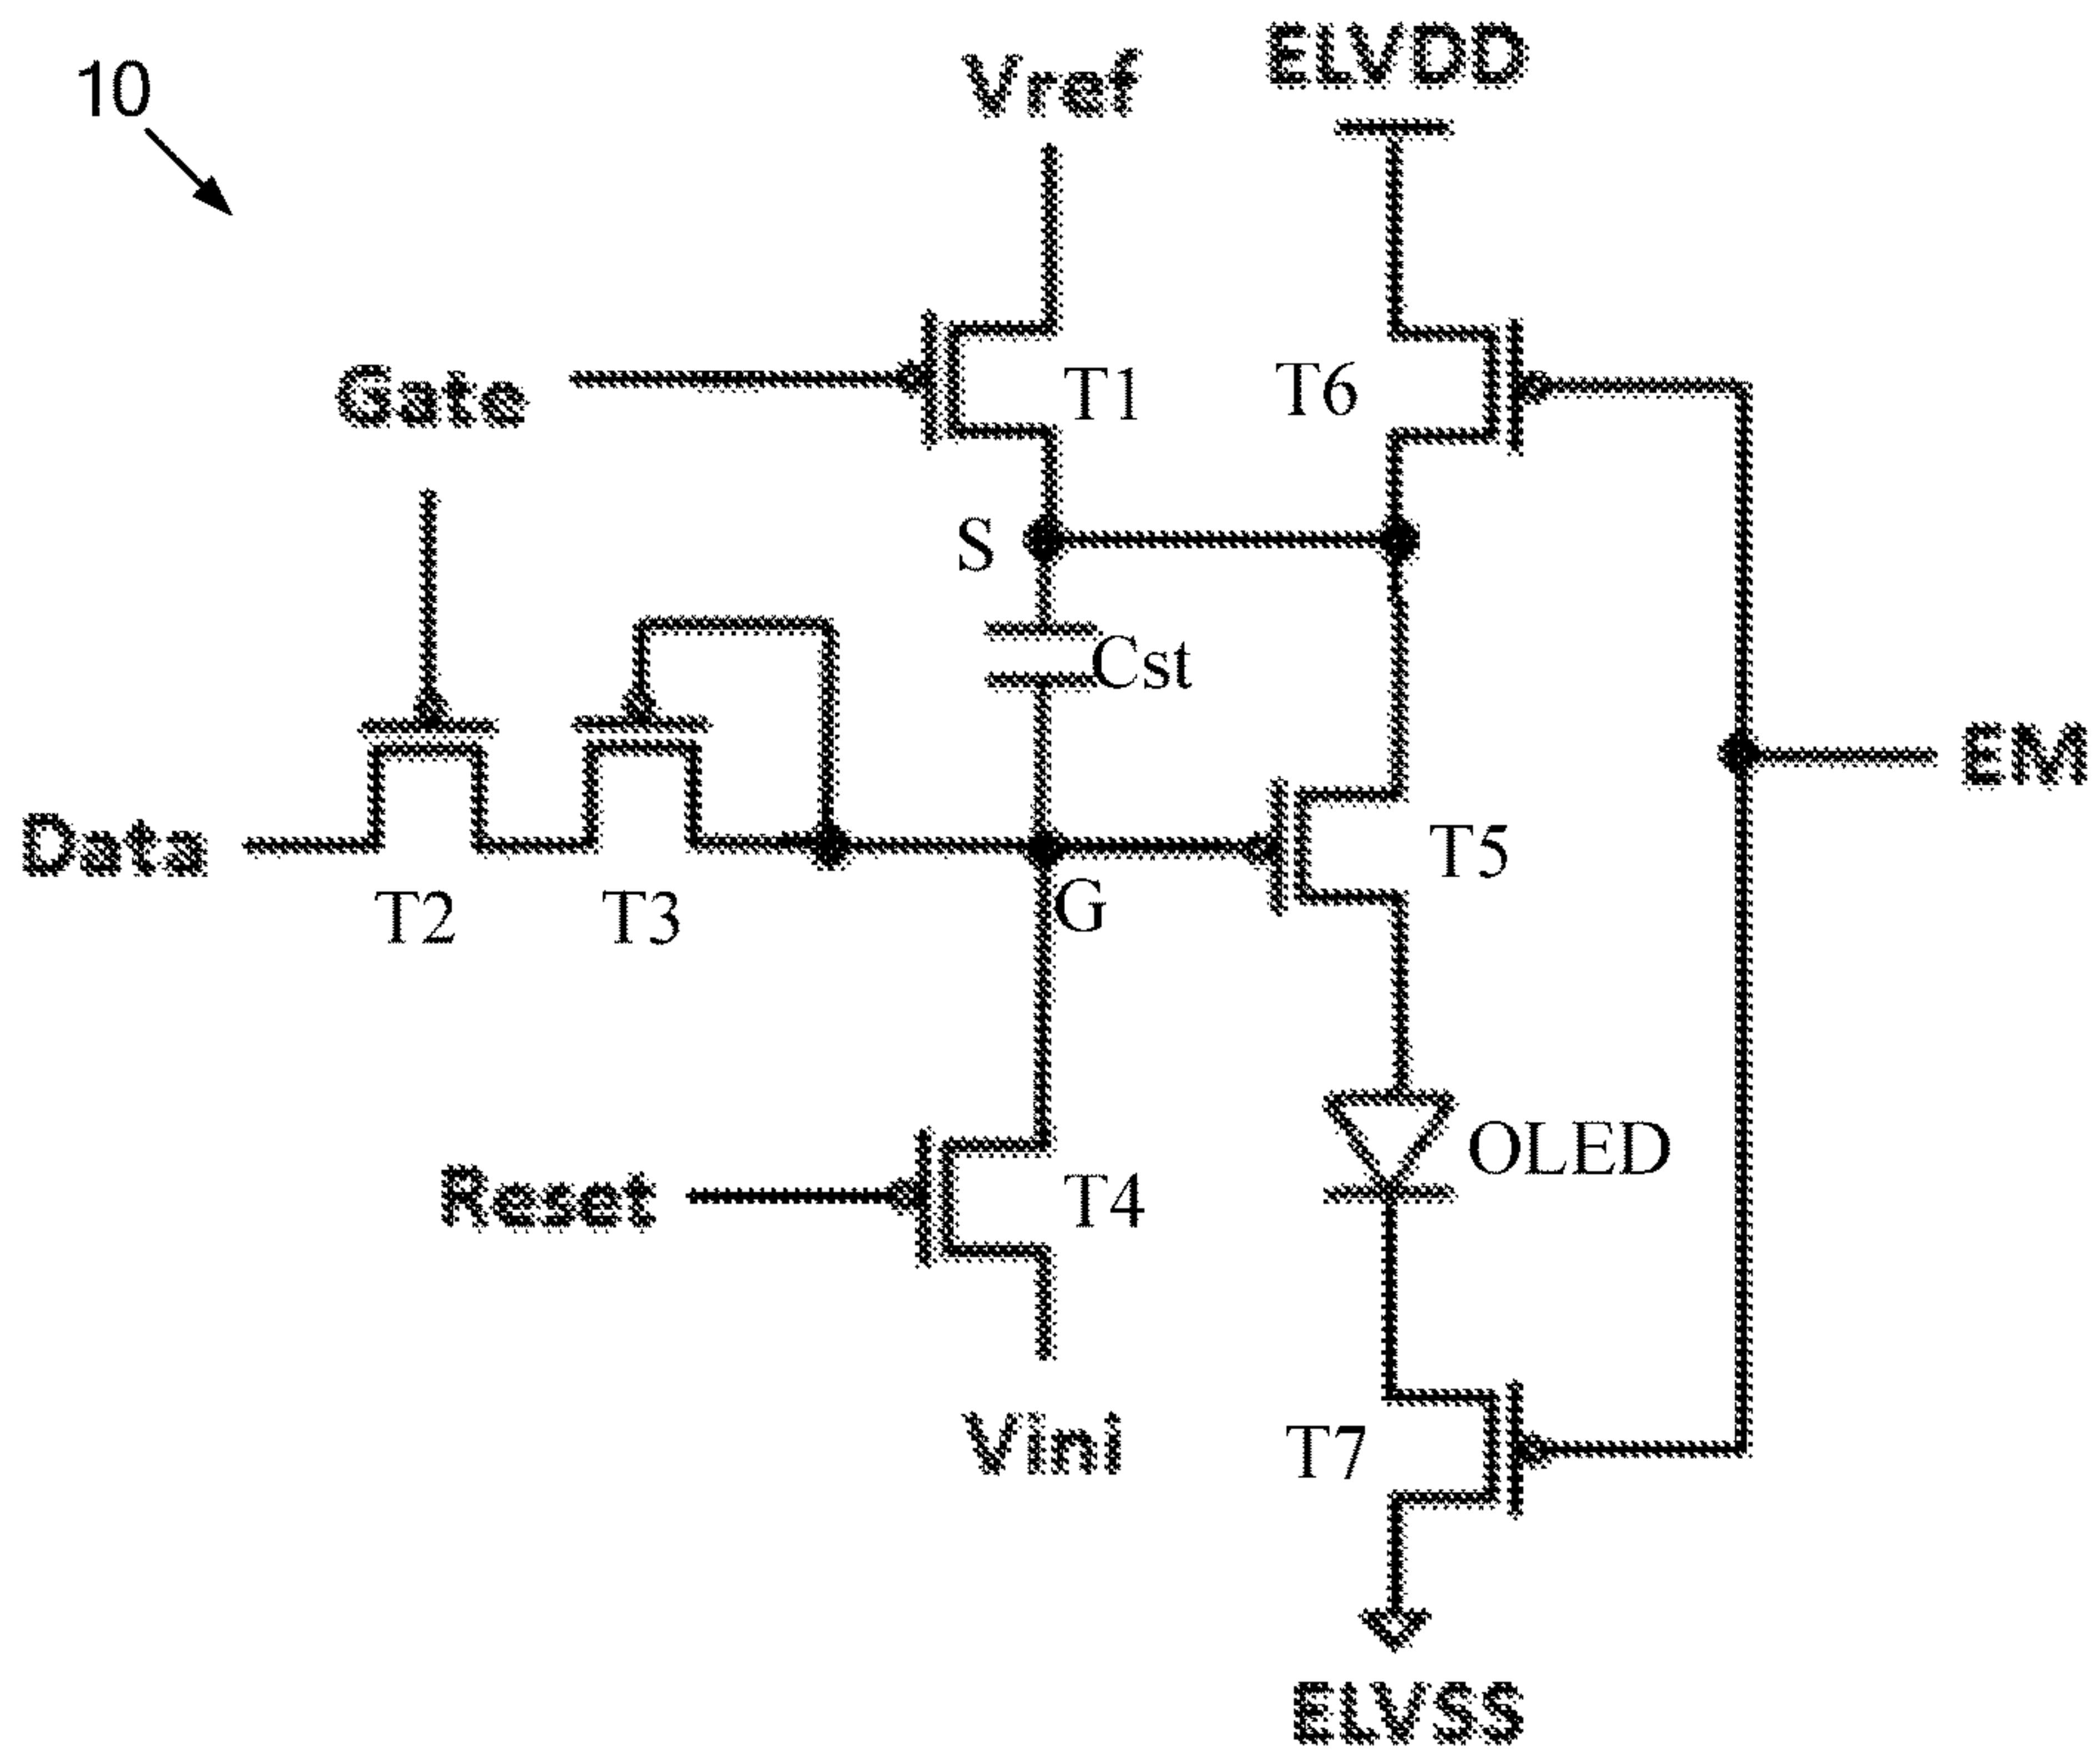 10
Vref
ELVDD
Gate
T1
T6
S
Cst
EM
Data
T2
T3
G
T5
OLED
Reset
T4
Vini
T7
ELVSS